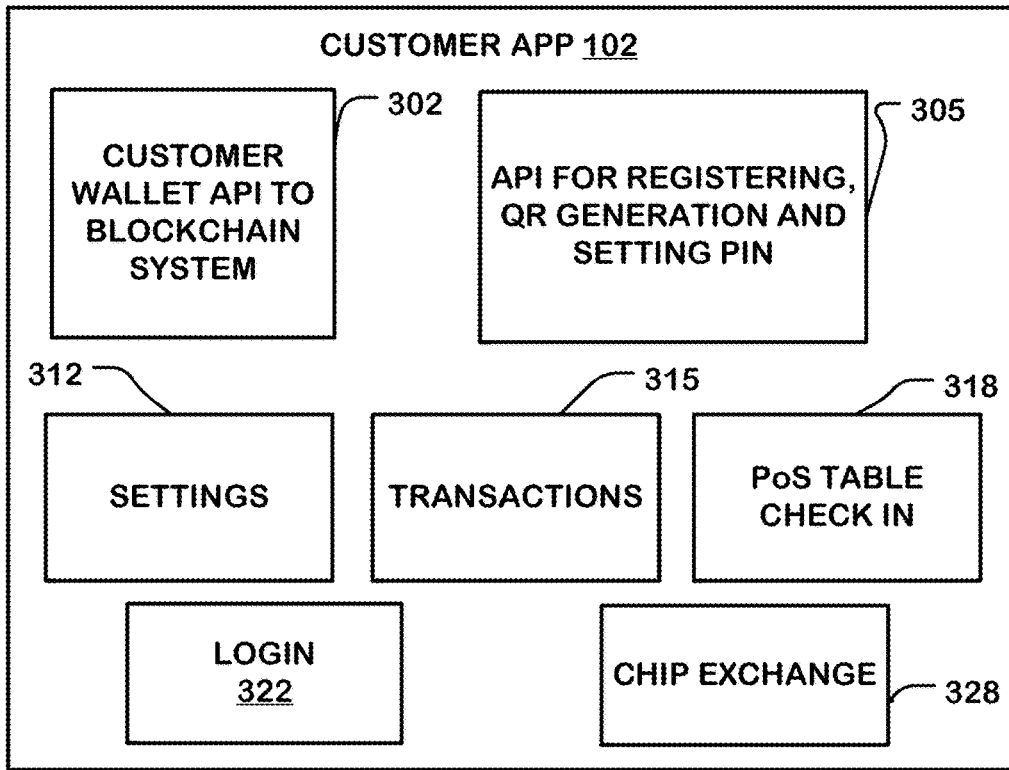 CUSTOMER APP 102
302
305
CUSTOMER
WALLET API TO
BLOCKCHAIN
SYSTEM
API FOR REGISTERING,
QR GENERATION AND
SETTING PIN
312
315
318
SETTINGS
TRANSACTIONS
PoS TABLE
CHECK IN
LOGIN
322
CHIP EXCHANGE
328